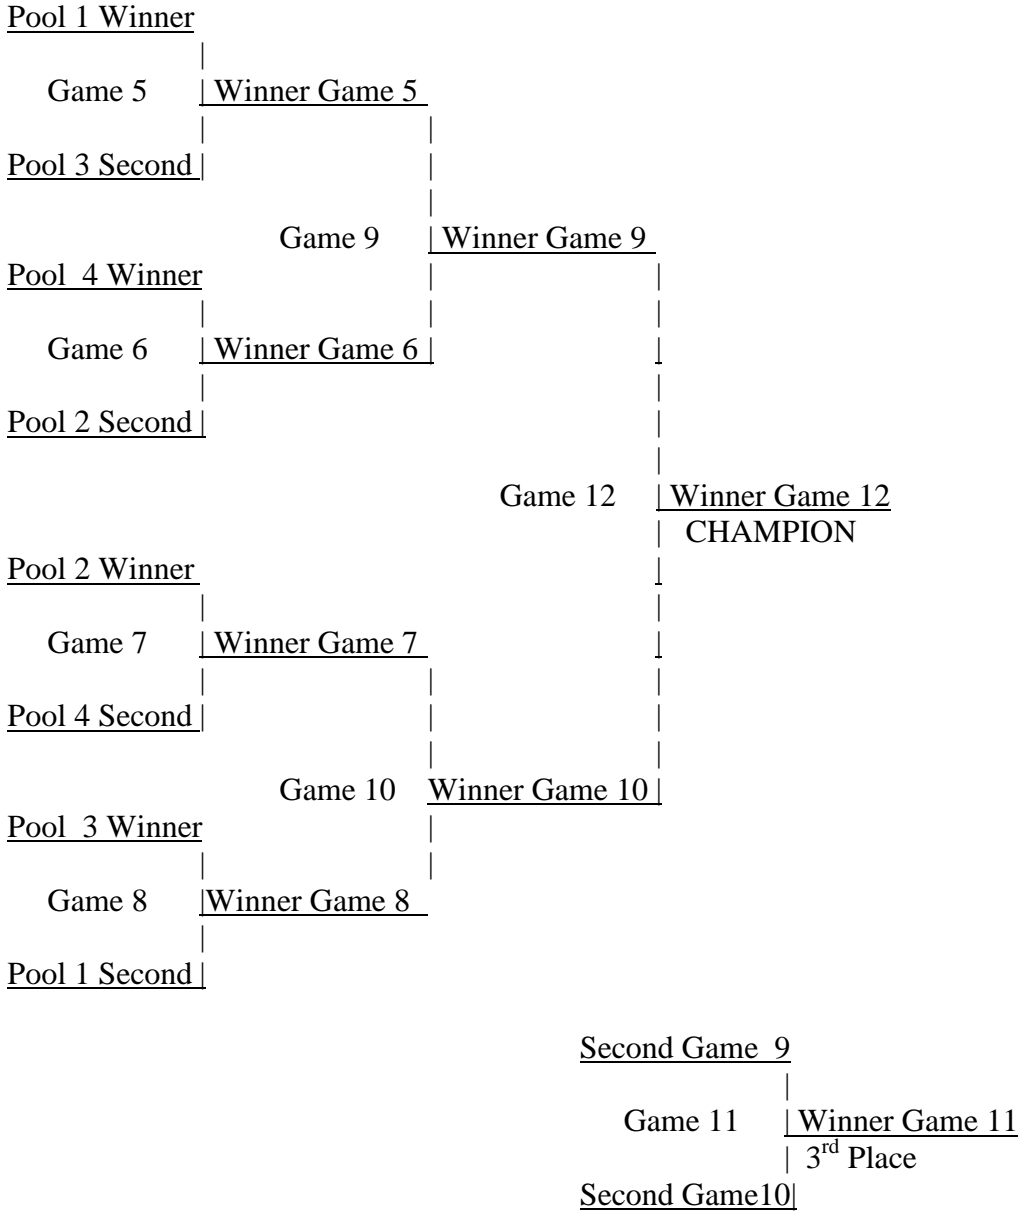 Pool 1 Winner
Game 5 | Winner Game 5
Pool 3 Second |
Game 9 | Winner Game 9
Pool 4 Winner
Game 6 | Winner Game 6 |
Pool 2 Second |
Game 12 | Winner Game 12
| CHAMPION
Pool 2 Winner
Game 7 | Winner Game 7
Pool 4 Second |
Game 10 Winner Game 10 |
Pool 3 Winner
Game 8 |Winner Game 8
Pool 1 Second |
Second Game 9
Game 11 | Winner Game 11
| 3rd Place
Second Game10|